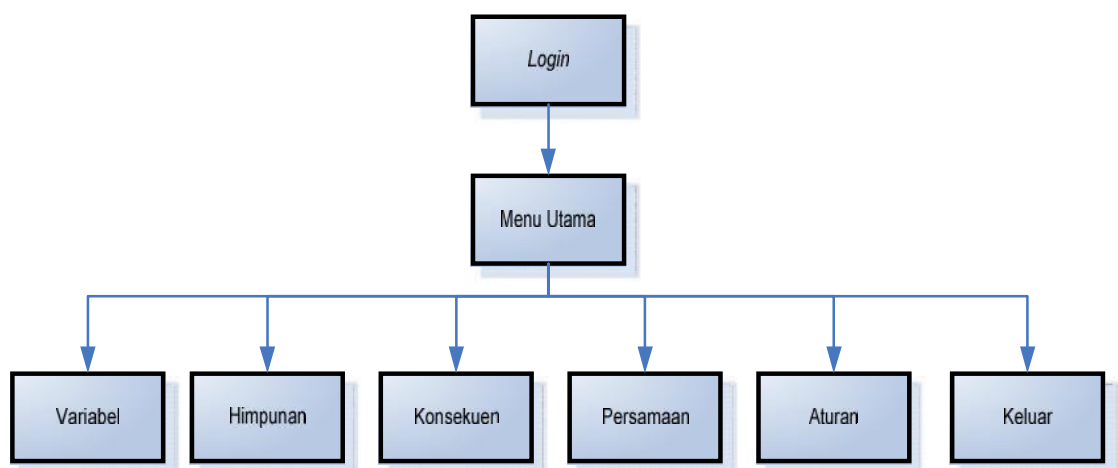 Login
Menu Utama
Variabel
Himpunan
Konsekuen
Persamaan
Aturan
Keluar